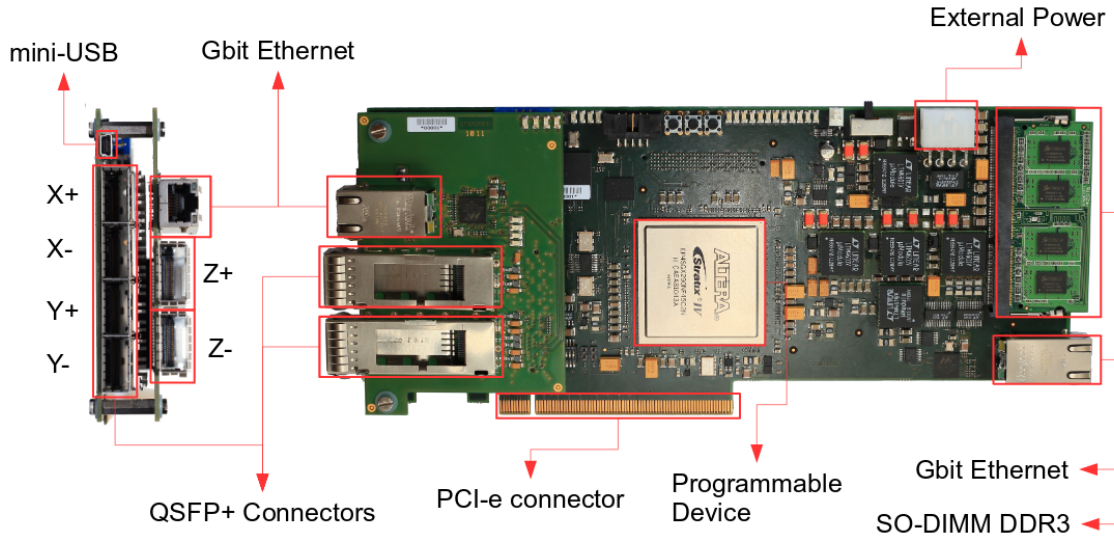 External Power
Gbit Ethernet
mini-USB
X+
X-
Y+
Y-
Z+
Z-
1011
ALTERA
Stratix IV
QSFP+ Connectors
PCI-e connector
Programmable
Device
Gbit Ethernet
SO-DIMM DDR3